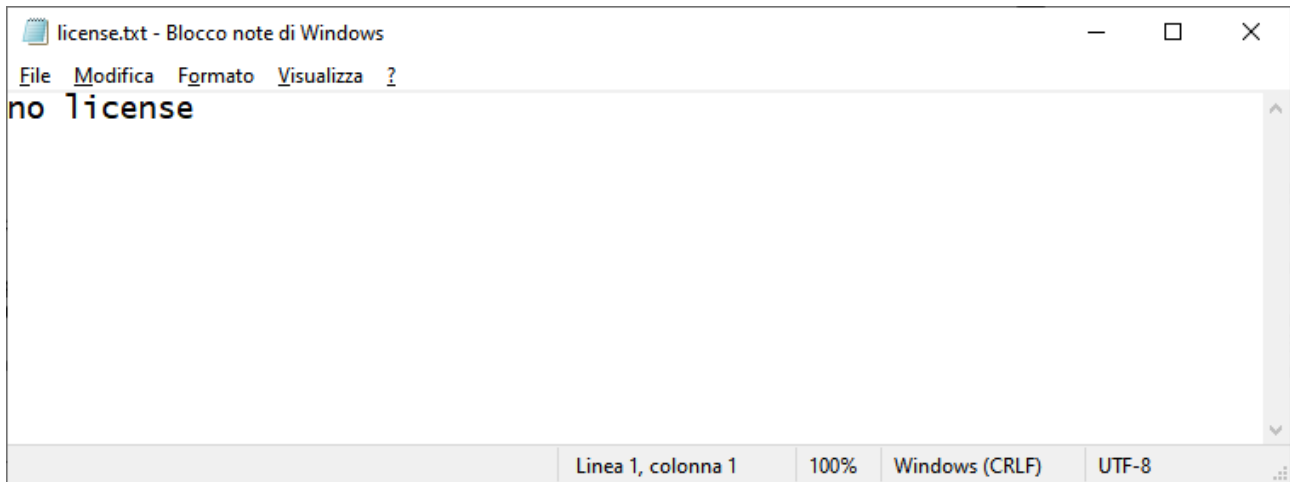 license.txt - Blocco note di Windows
File Modifica Formato Visualizza ?
no license
Linea 1, colonna 1 100% Windows (CRLF) UTF-8